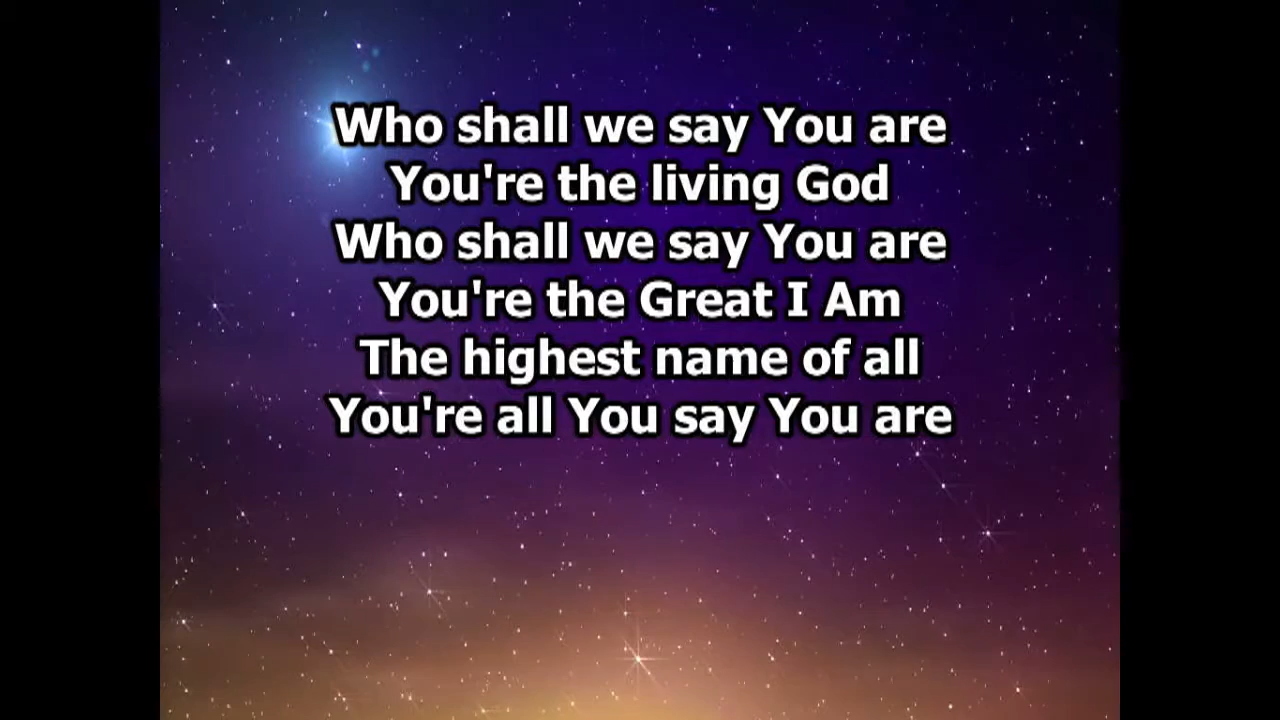 Who shall we say You are
You're the living God
Who shall we say You are
You're the Great I Am
The highest name of all
You're all You say You are